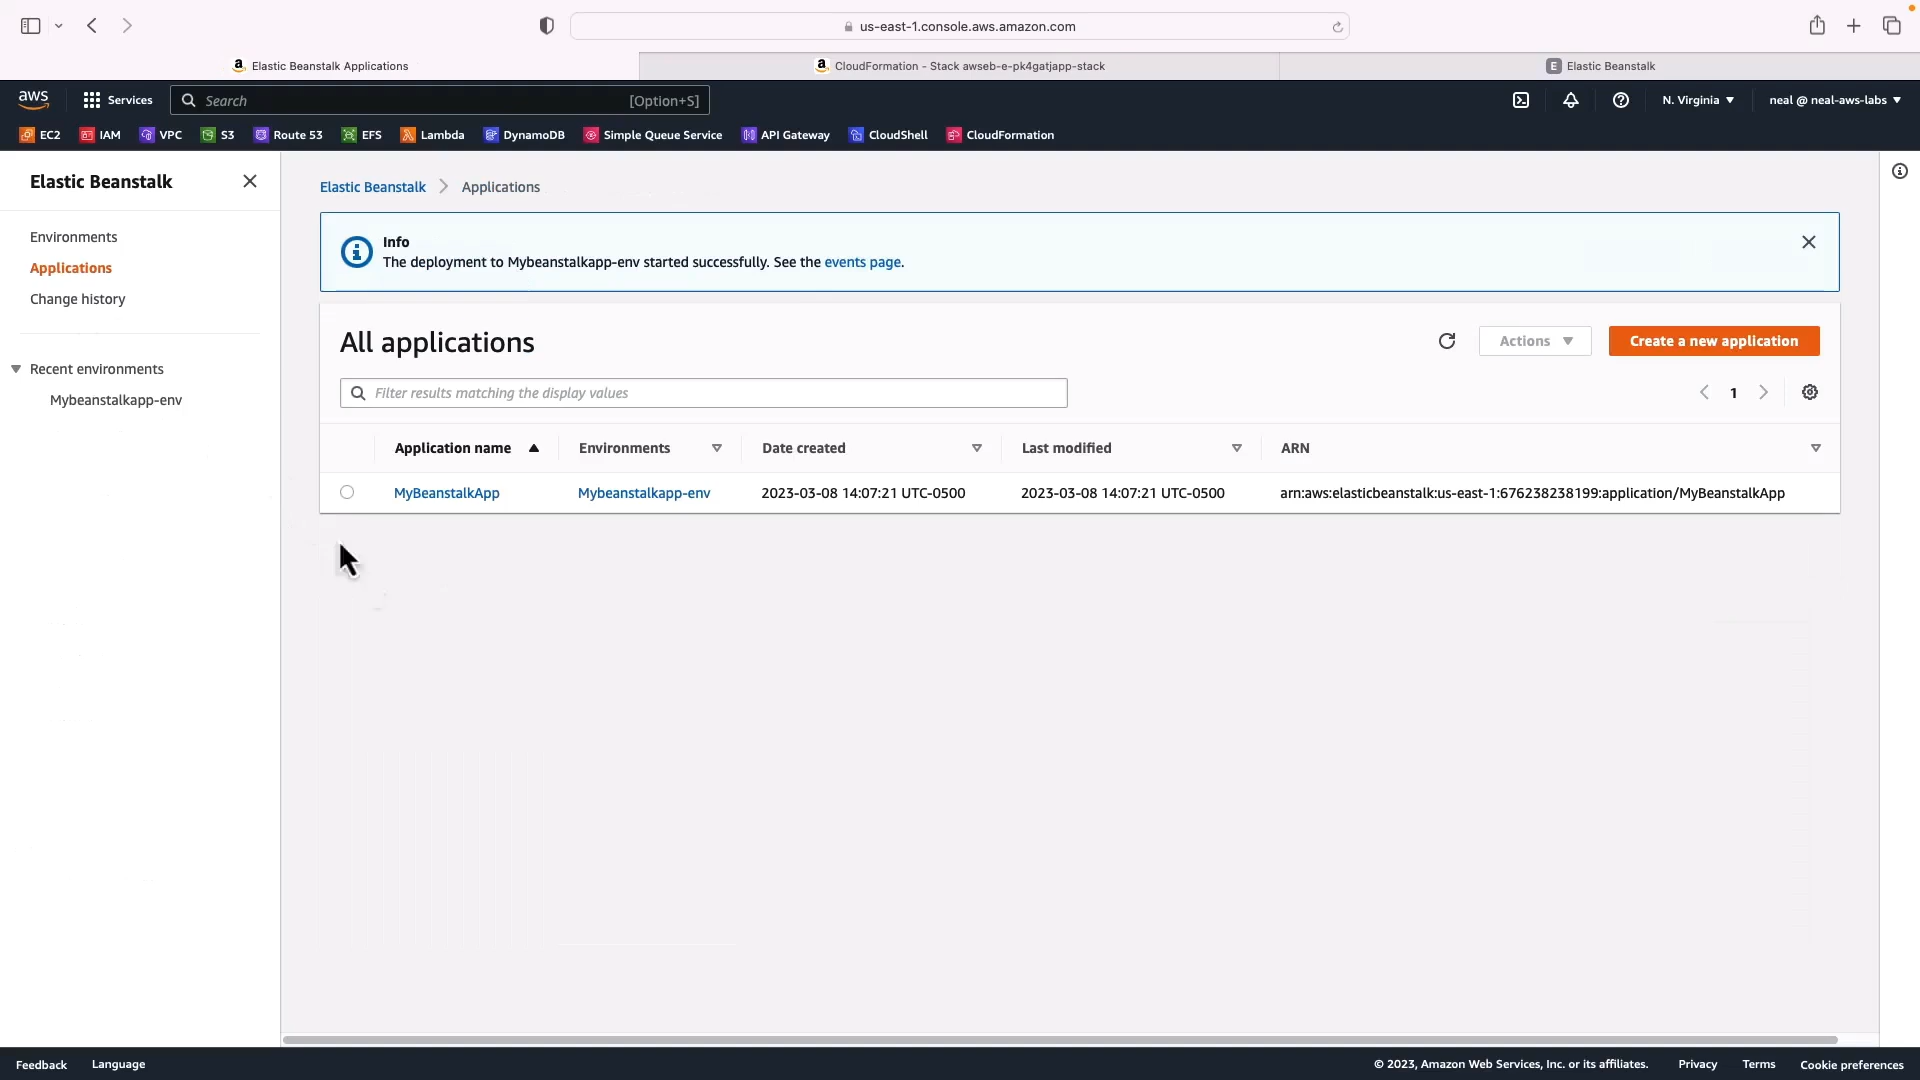 us-east-1.console.aws.amazon.com
Elastic Beanstalk Applications
CloudFormation - Stack awseb-e-pk4gatjapp-stack
E Elastic Beanstalk
aws Services Search [Option+S] N. Virginia neal @ neal-aws-labs
EC2 IAM VPC S3 Route 53 EFS Lambda DynamoDB Simple Queue Service API Gateway CloudShell CloudFormation
Elastic Beanstalk
Environments
Applications
Change history
Recent environments
Mybeanstalkapp-env
Elastic Beanstalk Applications
Info
The deployment to Mybeanstalkapp-env started successfully. See the events page.
All applications
Actions Create a new application
Filter results matching the display values
1
Application name Environments Date created Last modified ARN
MyBeanstalkApp Mybeanstalkapp-env 2023-03-08 14:07:21 UTC-0500 2023-03-08 14:07:21 UTC-0500 arn:aws:elasticbeanstalk:us-east-1:676238238199:application/MyBeanstalkApp
Feedback Language © 2023, Amazon Web Services, Inc. or its affiliates. Privacy Terms Cookie preferences